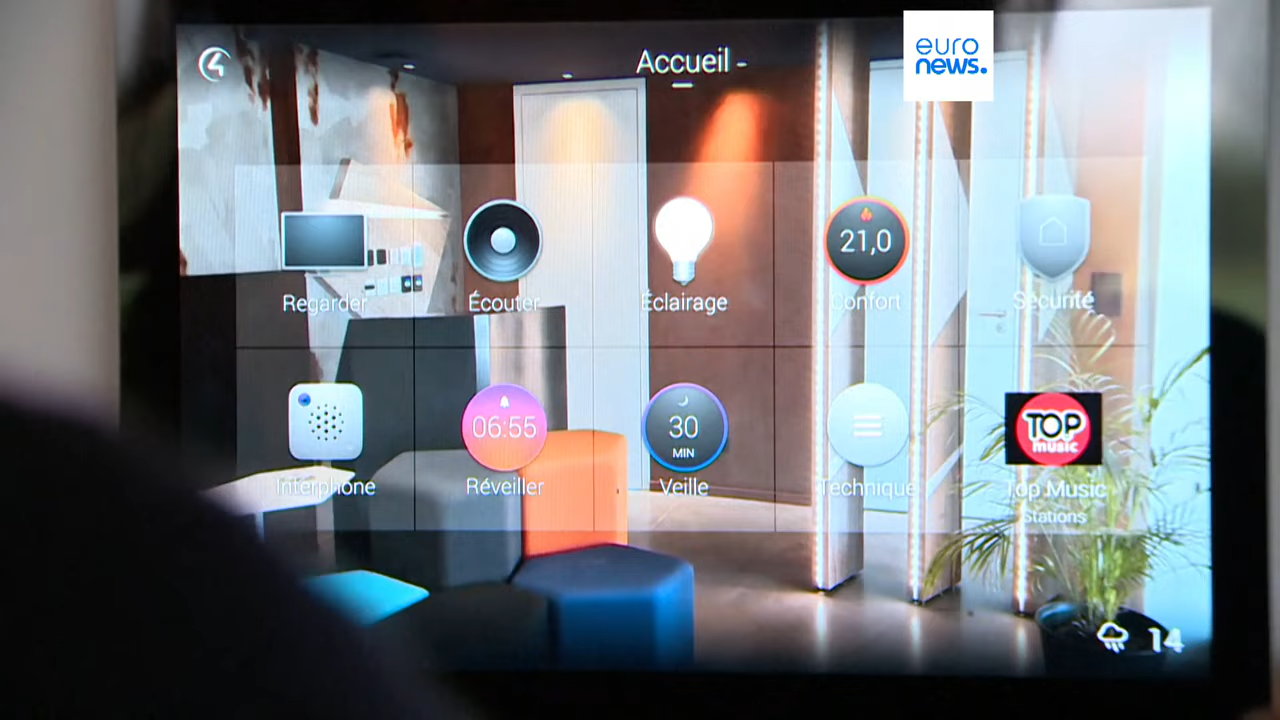 4
Accueil
euro
news.
21,0
Regarder
Écouter
Éclairage
Confort
Sécurité
06:55
30
MIN
TOP
music
Interphone
Réveiller
Veille
Technique
Top Music
Stations
14